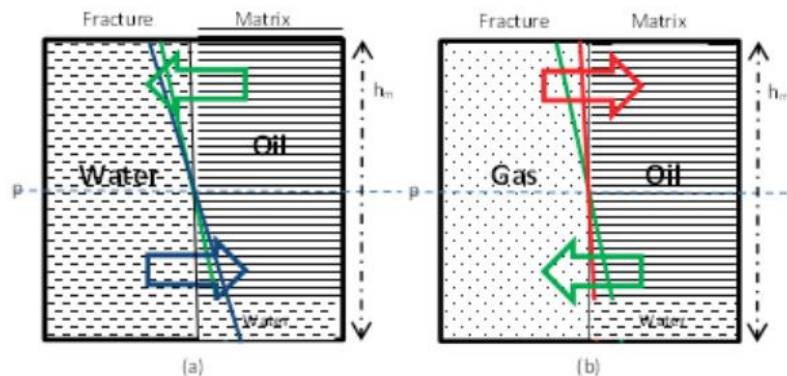 Fracture Matrix
Water Oil
p
hm
Water
(a)
Fracture Matrix
Gas Oil
p
hm
Water
(b)